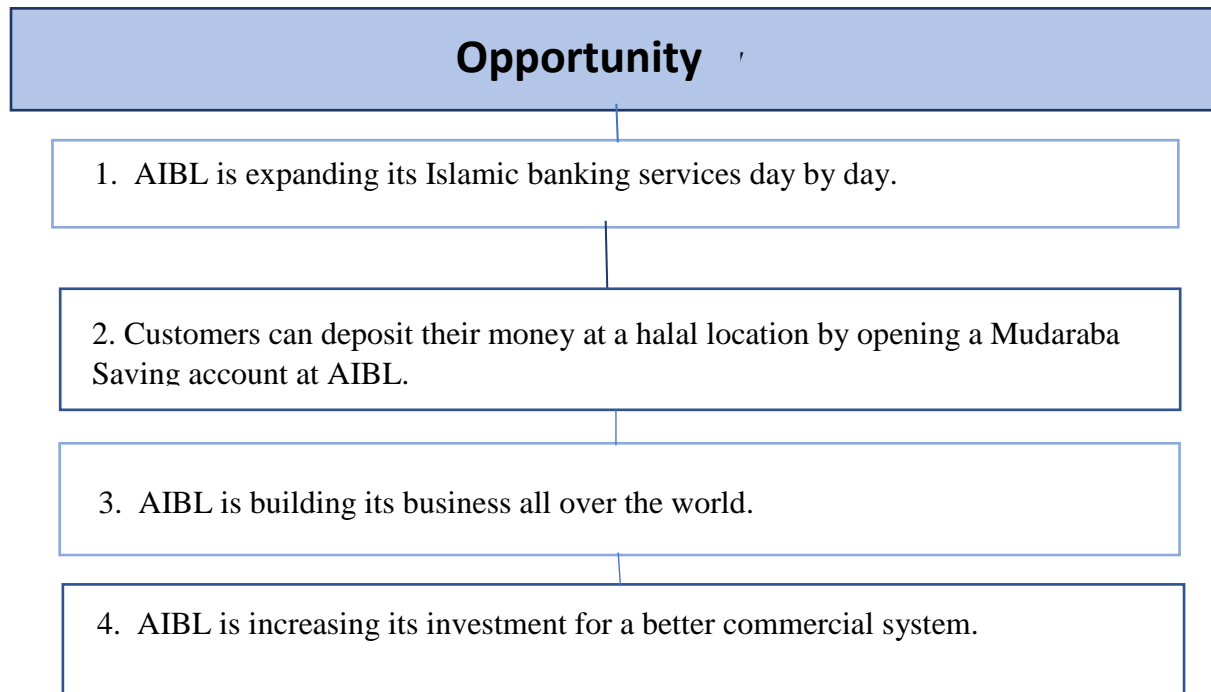 Opportunity
1. AIBL is expanding its Islamic banking services day by day.
2. Customers can deposit their money at a halal location by opening a Mudaraba
Saving account at AIBL.
3. AIBL is building its business all over the world.
4. AIBL is increasing its investment for a better commercial system.